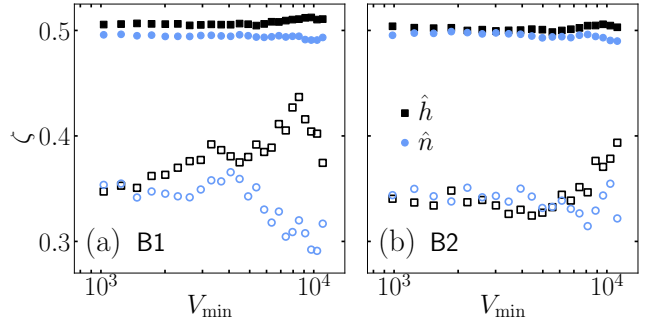 0.5
0.4
0.3
ζ
(a) B1
10³ 10⁴
V_min
ĥ
n̂
(b) B2
10³ 10⁴
V_min